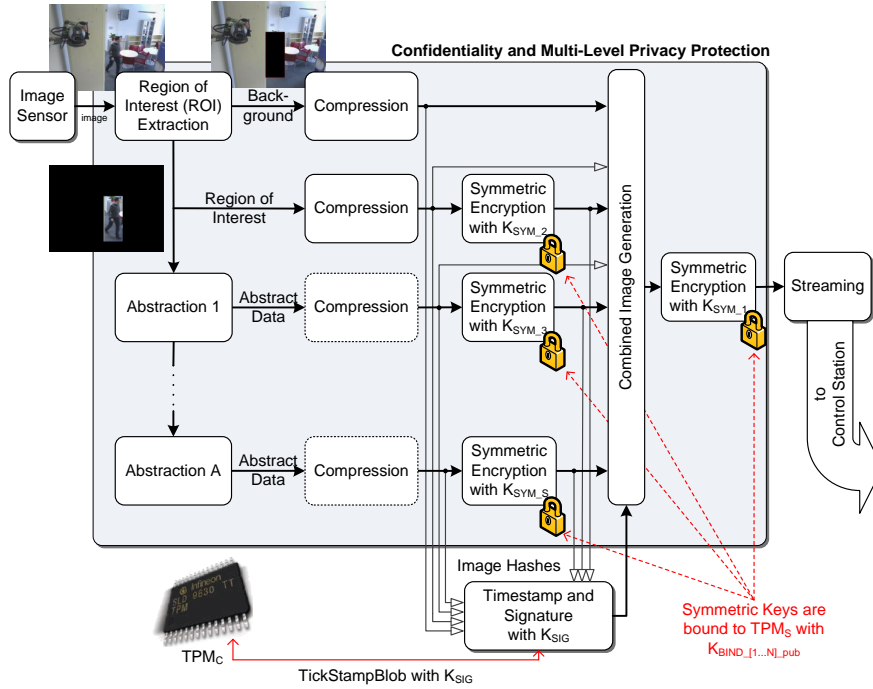 Confidentiality and Multi-Level Privacy Protection
Image
Sensor
image
Region of
Interest (ROI)
Extraction
Back-
ground
Compression
Region of
Interest
Compression
Symmetric
Encryption
with KSYM_2
Abstraction 1
Abstract
Data
Compression
Symmetric
Encryption
with KSYM_3
Abstraction A
Abstract
Data
Compression
Symmetric
Encryption
with KSYM_S
Combined Image Generation
Symmetric
Encryption
with KSYM_1
Streaming
to
Control Station
Image Hashes
Timestamp and
Signature
with KSIG
Infineon
SLD 9630 TT
TPM
TPMC
TickStampBlob with KSIG
Symmetric Keys are
bound to TPMS with
KBIND_[1...N]_pub